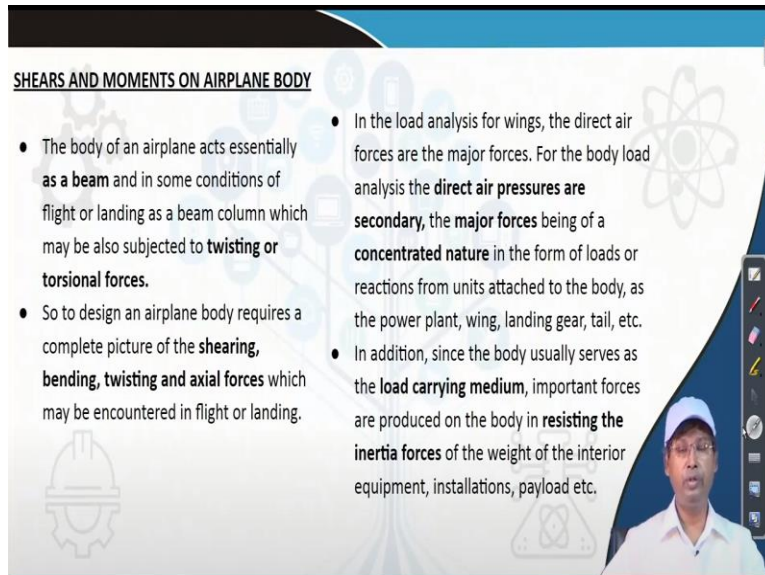 SHEARS AND MOMENTS ON AIRPLANE BODY
● The body of an airplane acts essentially
as a beam and in some conditions of
flight or landing as a beam column which
may be also subjected to twisting or
torsional forces.
● So to design an airplane body requires a
complete picture of the shearing,
bending, twisting and axial forces which
may be encountered in flight or landing.
● In the load analysis for wings, the direct air
forces are the major forces. For the body load
analysis the direct air pressures are
secondary, the major forces being of a
concentrated nature in the form of loads or
reactions from units attached to the body, as
the power plant, wing, landing gear, tail, etc.
● In addition, since the body usually serves as
the load carrying medium, important forces
are produced on the body in resisting the
inertia forces of the weight of the interior
equipment, installations, payload etc.